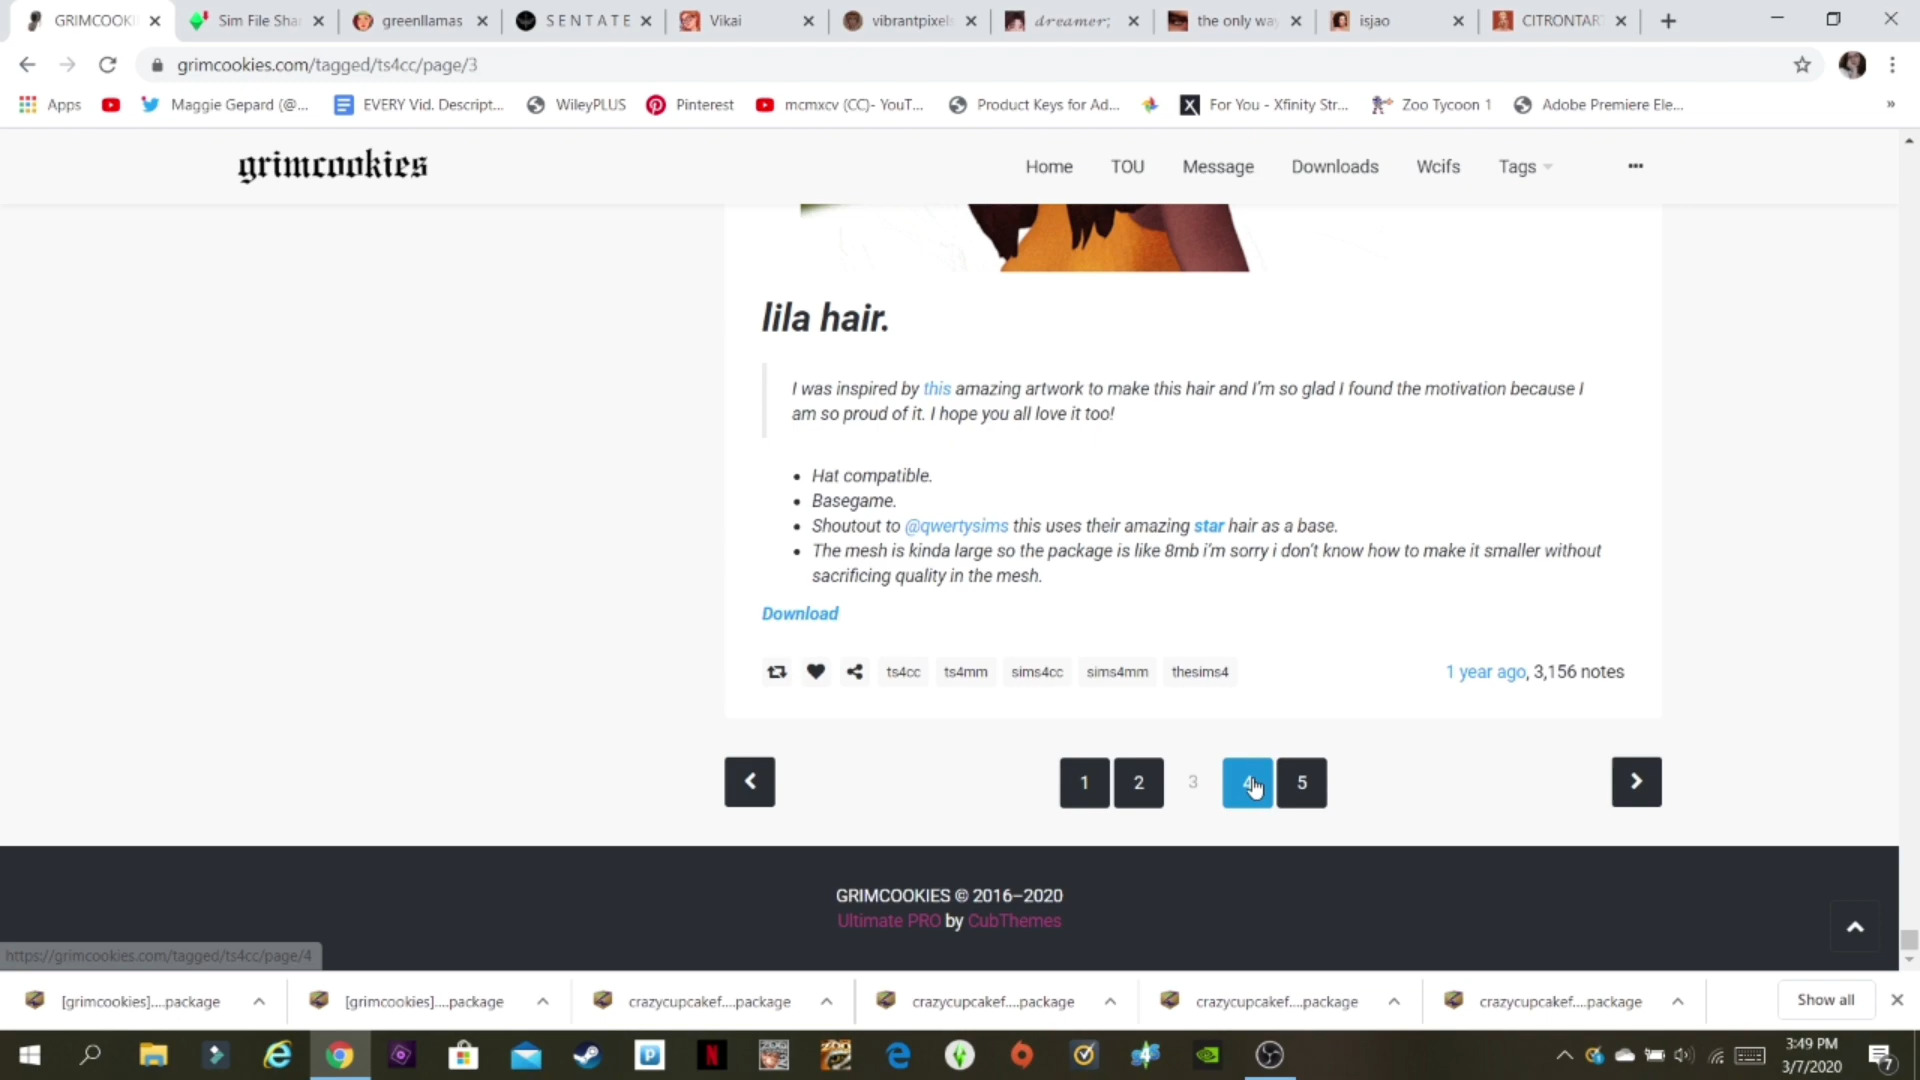 GRIMCOOKI
Sim File Sha
greenllamas
S E N T A T E
Vikai
vibrantpixels
dreamer;
the only way
isjao
CITRONTAR
grimcookies.com/tagged/ts4cc/page/3
Apps
Maggie Gepard (@...
EVERY Vid. Descript...
WileyPLUS
Pinterest
mcmxcv (CC)- YouT...
Product Keys for Ad...
For You - Xfinity Str...
Zoo Tycoon 1
Adobe Premiere Ele...
»
grimcookies
Home
TOU
Message
Downloads
Wcifs
Tags
lila hair.
I was inspired by this amazing artwork to make this hair and I'm so glad I found the motivation because I
am so proud of it. I hope you all love it too!
• Hat compatible.
• Basegame.
• Shoutout to @qwertysims this uses their amazing star hair as a base.
• The mesh is kinda large so the package is like 8mb i'm sorry i don't know how to make it smaller without
sacrificing quality in the mesh.
Download
ts4cc
ts4mm
sims4cc
sims4mm
thesims4
1 year ago, 3,156 notes
1
2
3
4
5
GRIMCOOKIES © 2016–2020
Ultimate PRO by CubThemes
https://grimcookies.com/tagged/ts4cc/page/4
[grimcookies]....package
[grimcookies]....package
crazycupcakef....package
crazycupcakef....package
crazycupcakef....package
crazycupcakef....package
Show all
3:49 PM
3/7/2020
7